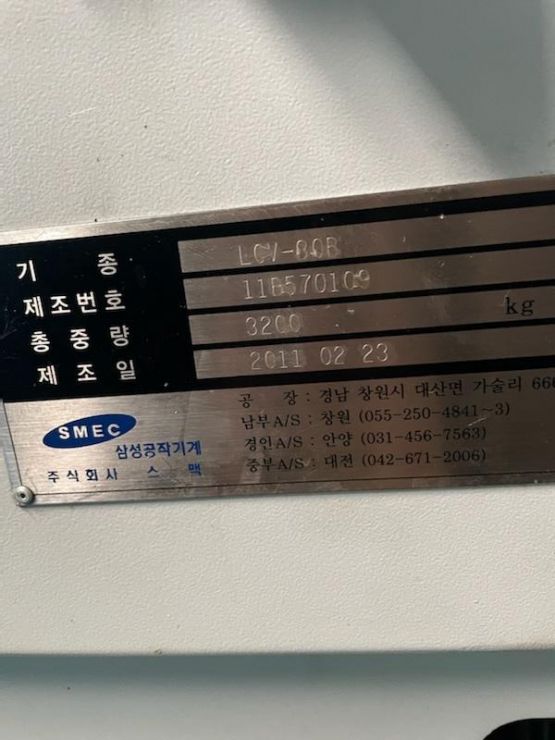 기 종 LCV-80B
제조번호 11B570109
총 중 량 3200 kg
제 조 일 2011 02 23
공 장 : 경남 창원시 대산면 가술리
남부A/S : 창원 (055-250-4841~3)
경인A/S : 안양 (031-456-7563)
중부A/S : 대전 (042-671-2006)
SMEC
삼성공작기계
주식회사 스 맥